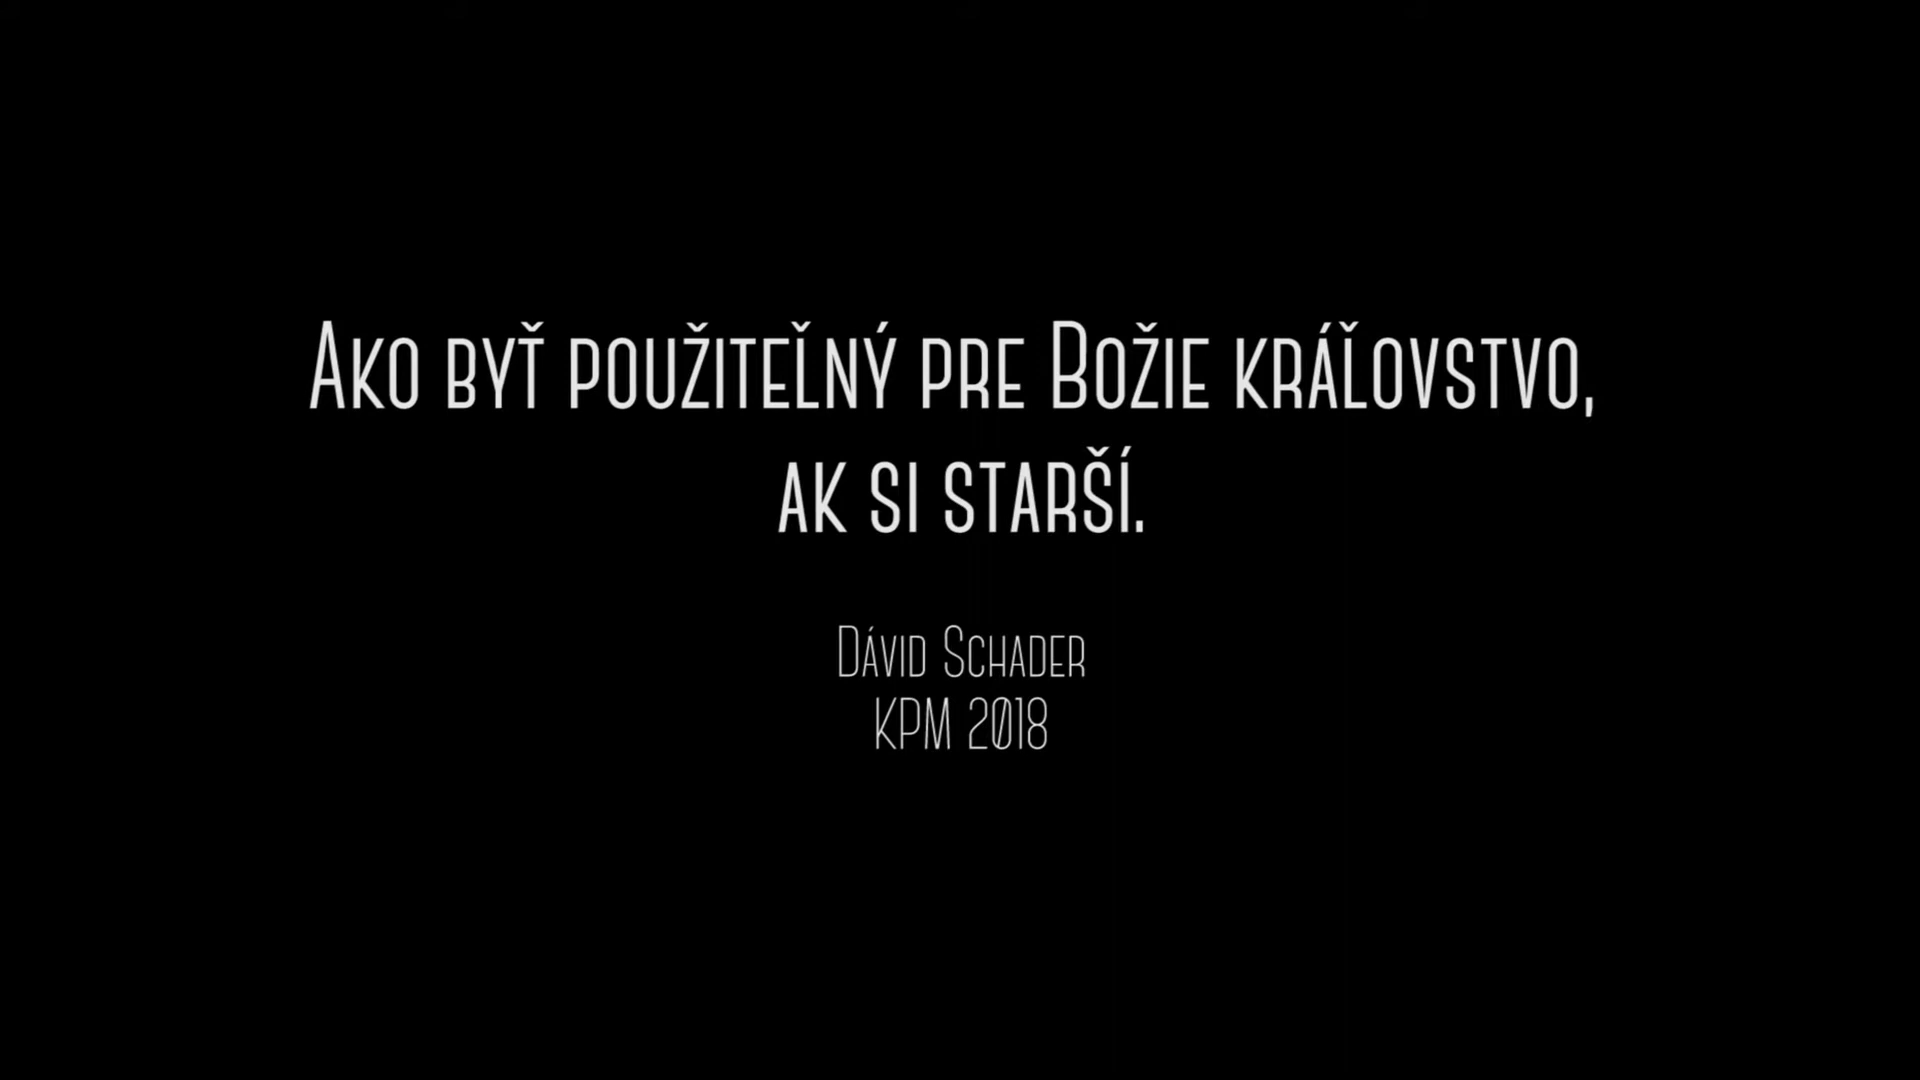 Ako byť použiteľný pre Božie kráľovstvo,
ak si starší.
Dávid Schader
KPM 2018